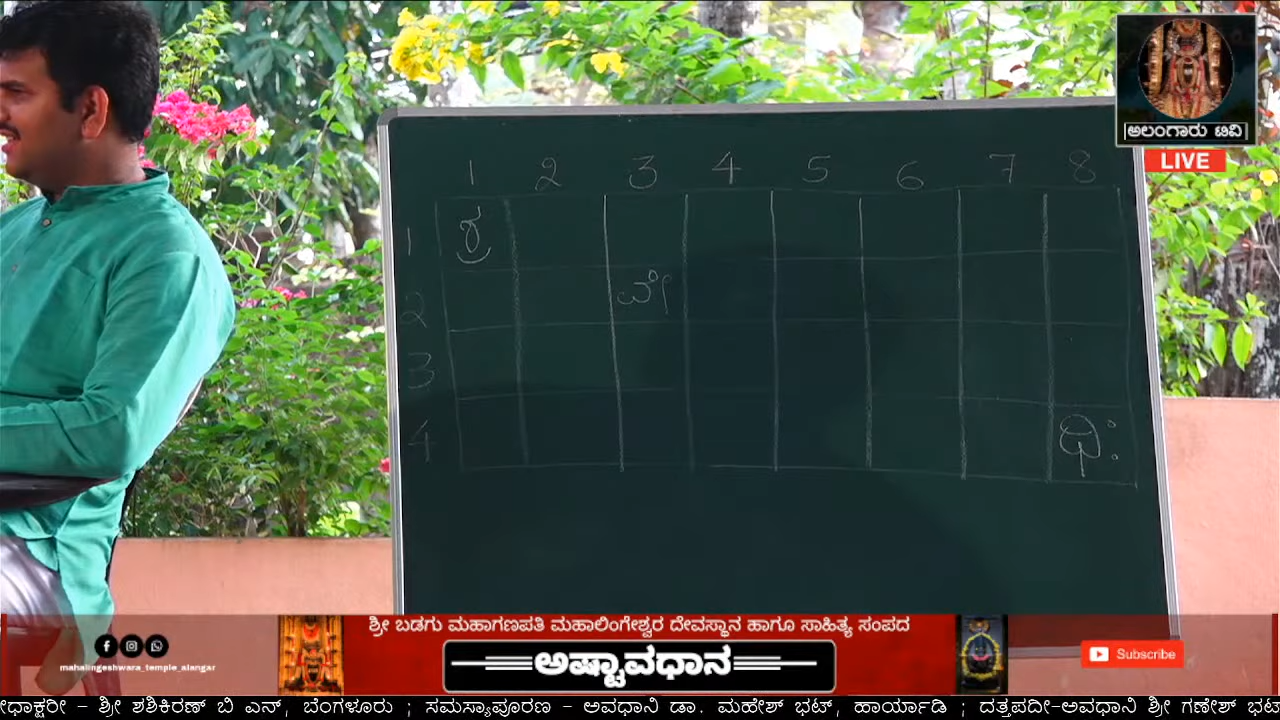 ಅಲಂಗಾರು ಟಿವಿ
LIVE
1 2 3 4 5 6 7 8
1 ಶ್ರ
2 ವೇ
3
4 ಧಿಃ
ಶ್ರೀ ಬಡಗು ಮಹಾಗಣಪತಿ ಮಹಾಲಿಂಗೇಶ್ವರ ದೇವಸ್ಥಾನ ಹಾಗೂ ಸಾಹಿತ್ಯ ಸಂಪದ
ಅಷ್ಟಾವಧಾನ
mahalingeshwara_temple_alangar
Subscribe
ಧಾಕ್ಷರೀ - ಶ್ರೀ ಶಶಿಕಿರಣ್ ಬಿ ಎನ್, ಬೆಂಗಳೂರು ; ಸಮಸ್ಯಾಪೂರಣ - ಅವಧಾನಿ ಡಾ. ಮಹೇಶ್ ಭಟ್, ಹಾರ್ಯಾಡಿ ; ದತ್ತಪದೀ-ಅವಧಾನಿ ಶ್ರೀ ಗಣೇಶ್ ಭಟ